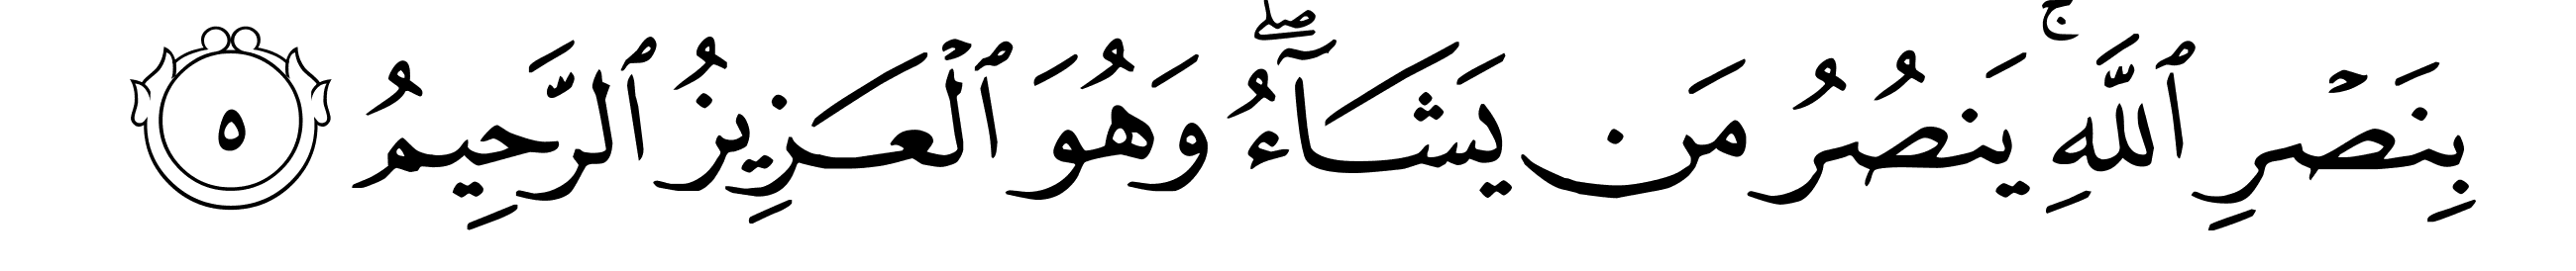 بِنَصْرِ ٱللَّهِۚ يَنصُرُ مَن يَشَآءُۖ وَهُوَ ٱلْعَزِيزُ ٱلرَّحِيمُ ٥